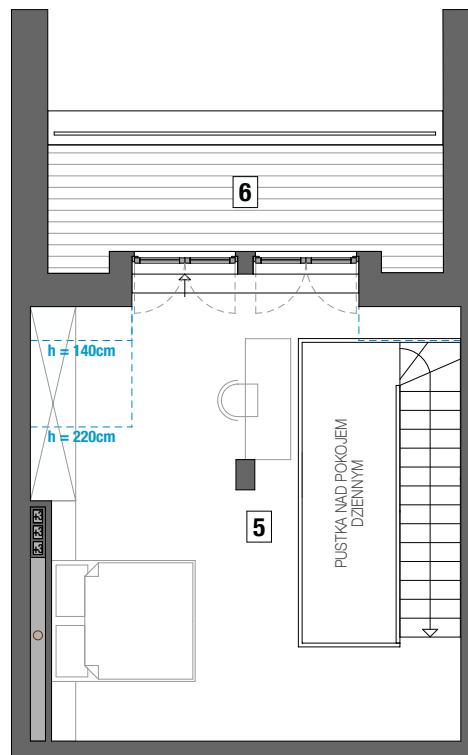 6
h = 140cm
h = 220cm
5
PUSTKA NAD POKOJEM
DZIENNYM